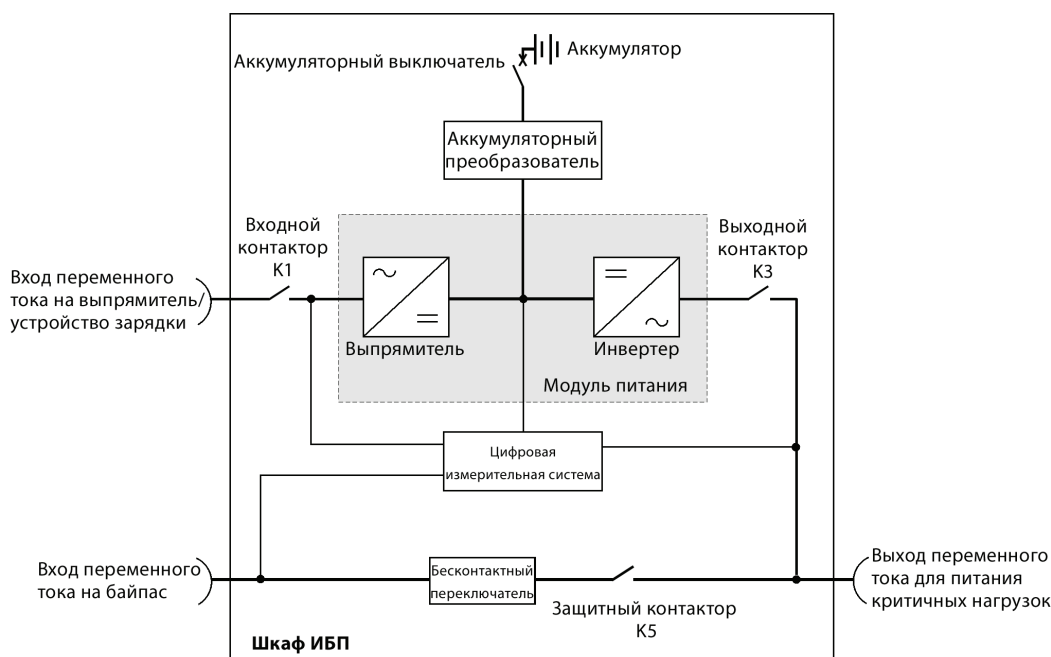 Аккумулятор
Аккумуляторный выключатель
Аккумуляторный
преобразователь
Входной
контактор
K1
Выходной
контактор
K3
Вход переменного
тока на выпрямитель/
устройство зарядки
Выпрямитель
Инвертер
Модуль питания
Цифровая
измерительная система
Вход переменного
тока на байпас
Бесконтактный
переключатель
Защитный контактор
K5
Выход переменного
тока для питания
критичных нагрузок
Шкаф ИБП